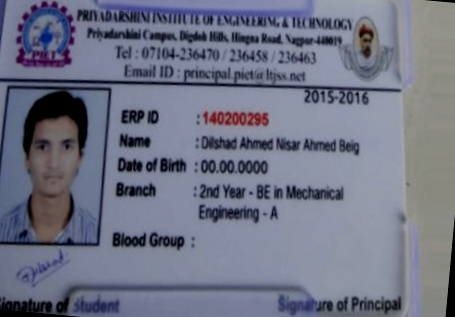 PRIYADARSHINI INSTITUTE OF ENGINEERING & TECHNOLOGY
Priyadarshini Campus, Digdoh Hills, Hingna Road, Nagpur-440019
Tel : 07104-236470 / 236458 / 236463
Email ID : principal.piet@ltjss.net
PIET
2015-2016
ERP ID : 140200295
Name : Dilshad Ahmed Nisar Ahmed Beig
Date of Birth : 00.00.0000
Branch : 2nd Year - BE in Mechanical
Engineering - A
Blood Group :
Dilshad
Signature of Student Signature of Principal